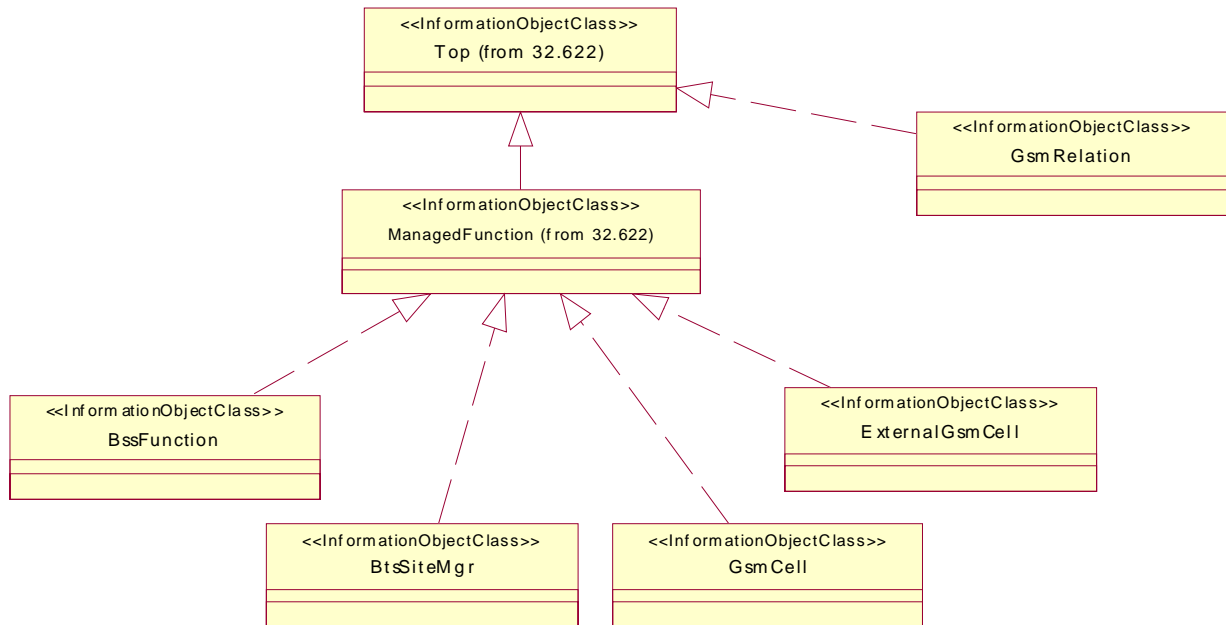 <<InformationObjectClass>>
Top (from 32.622)
<<InformationObjectClass>>
GsmRelation
<<InformationObjectClass>>
ManagedFunction (from 32.622)
<<InformationObjectClass>>
BssFunction
<<InformationObjectClass>>
ExternalGsmCell
<<InformationObjectClass>>
BtsSiteMgr
<<InformationObjectClass>>
GsmCell